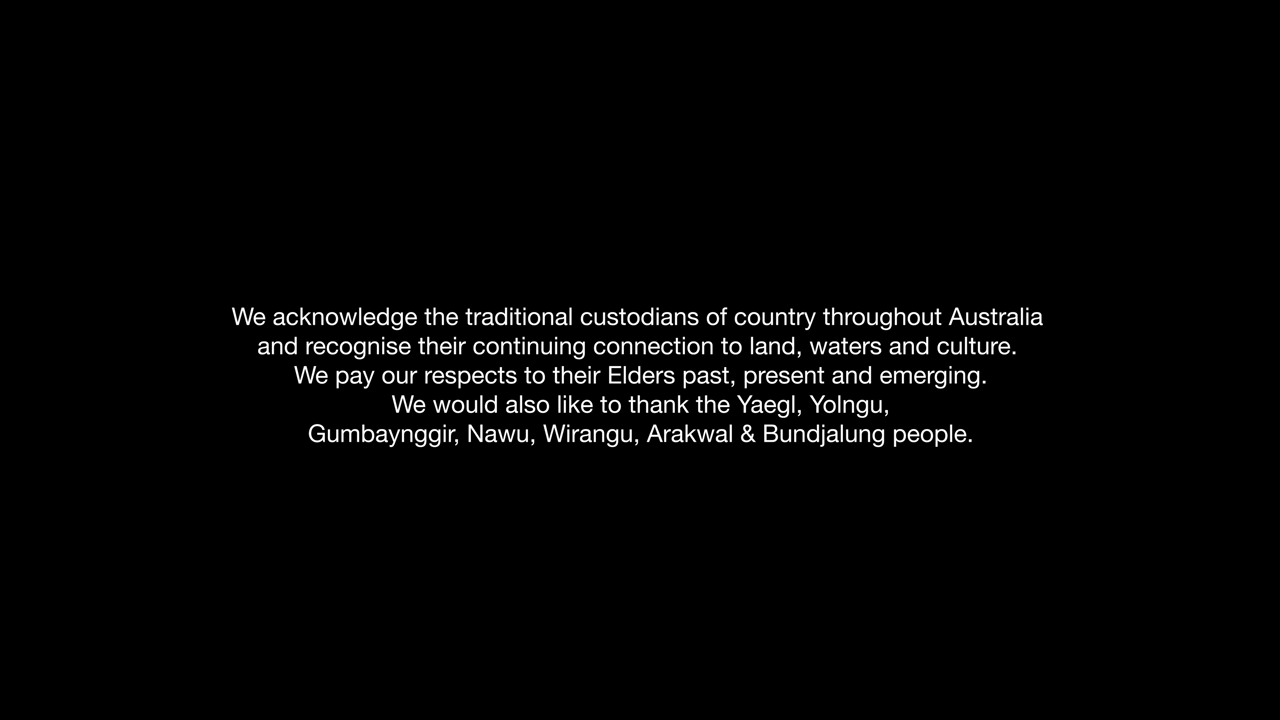 We acknowledge the traditional custodians of country throughout Australia
and recognise their continuing connection to land, waters and culture.
We pay our respects to their Elders past, present and emerging.
We would also like to thank the Yaegl, Yolngu,
Gumbaynggir, Nawu, Wirangu, Arakwal & Bundjalung people.